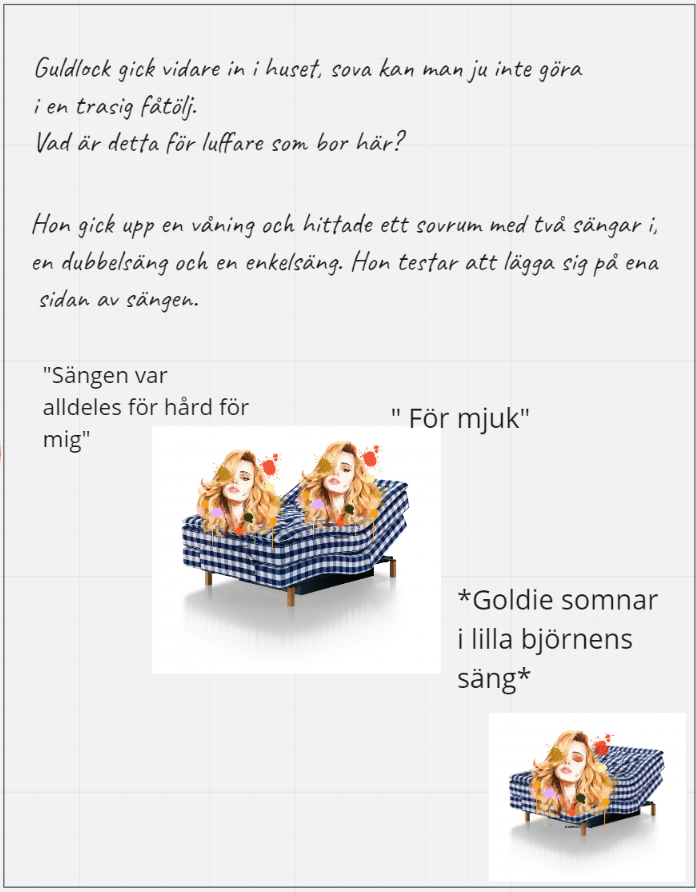 Guldlock gick vidare in i huset, sova kan man ju inte göra
i en trasig fåtölj.
Vad är detta för luffare som bor här?
Hon gick upp en våning och hittade ett sovrum med två sängar i,
en dubbelsäng och en enkelsäng. Hon testar att lägga sig på ena
sidan av sängen.
"Sängen var
alldeles för hård för
mig"
" För mjuk"
*Goldie somnar
i lilla björnens
säng*